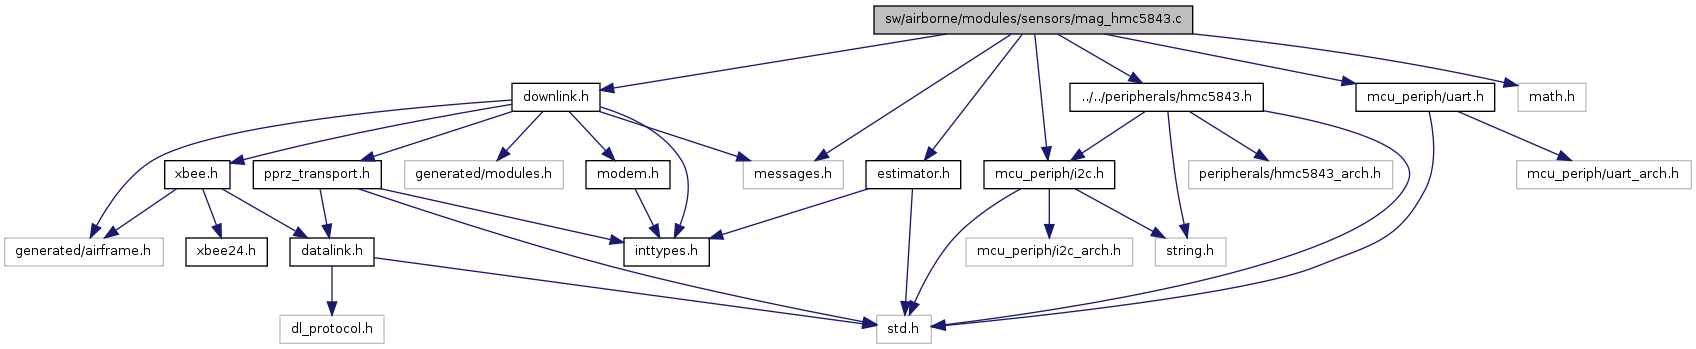 sw/airborne/modules/sensors/mag_hmc5843.c
downlink.h
../../peripherals/hmc5843.h
mcu_periph/uart.h
math.h
xbee.h
pprz_transport.h
generated/modules.h
modem.h
messages.h
estimator.h
mcu_periph/i2c.h
peripherals/hmc5843_arch.h
mcu_periph/uart_arch.h
generated/airframe.h
xbee24.h
datalink.h
inttypes.h
mcu_periph/i2c_arch.h
string.h
dl_protocol.h
std.h